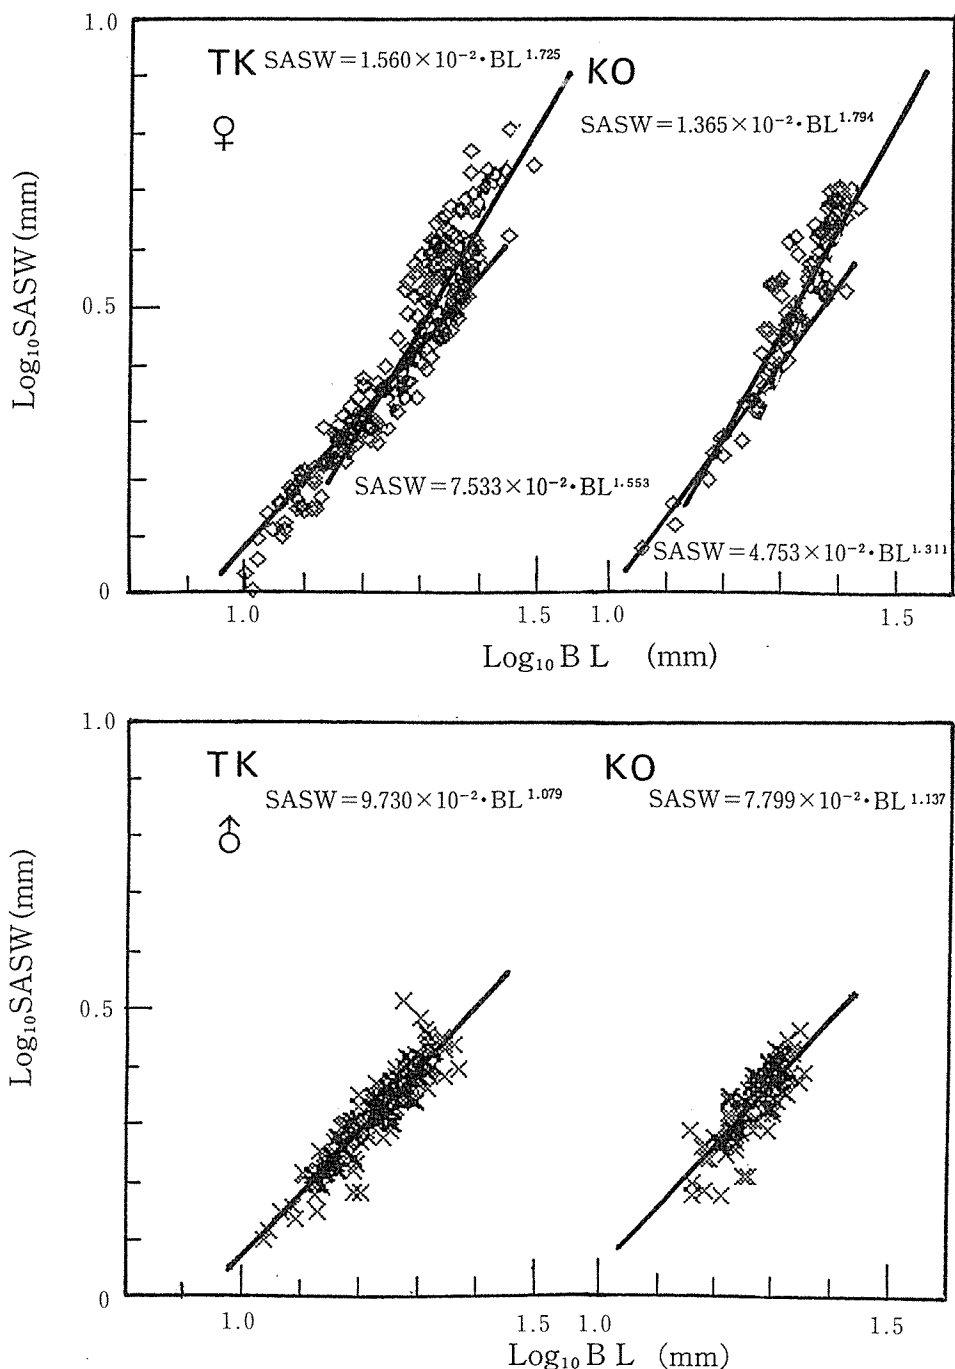 1.0
TK SASW=1.560×10⁻²·BL¹·⁷²⁵
KO
♀
SASW=1.365×10⁻²·BL¹·⁷⁹⁴
Log₁₀SASW(mm)
0.5
SASW=7.533×10⁻²·BL¹·⁵⁵³
SASW=4.753×10⁻²·BL¹·³¹¹
0
1.0 1.5 1.0 1.5
Log₁₀BL (mm)
1.0
TK KO
SASW=9.730×10⁻²·BL¹·⁰⁷⁹ SASW=7.799×10⁻²·BL¹·¹³⁷
♂
Log₁₀SASW(mm)
0.5
0
1.0 1.5 1.0 1.5
Log₁₀BL (mm)